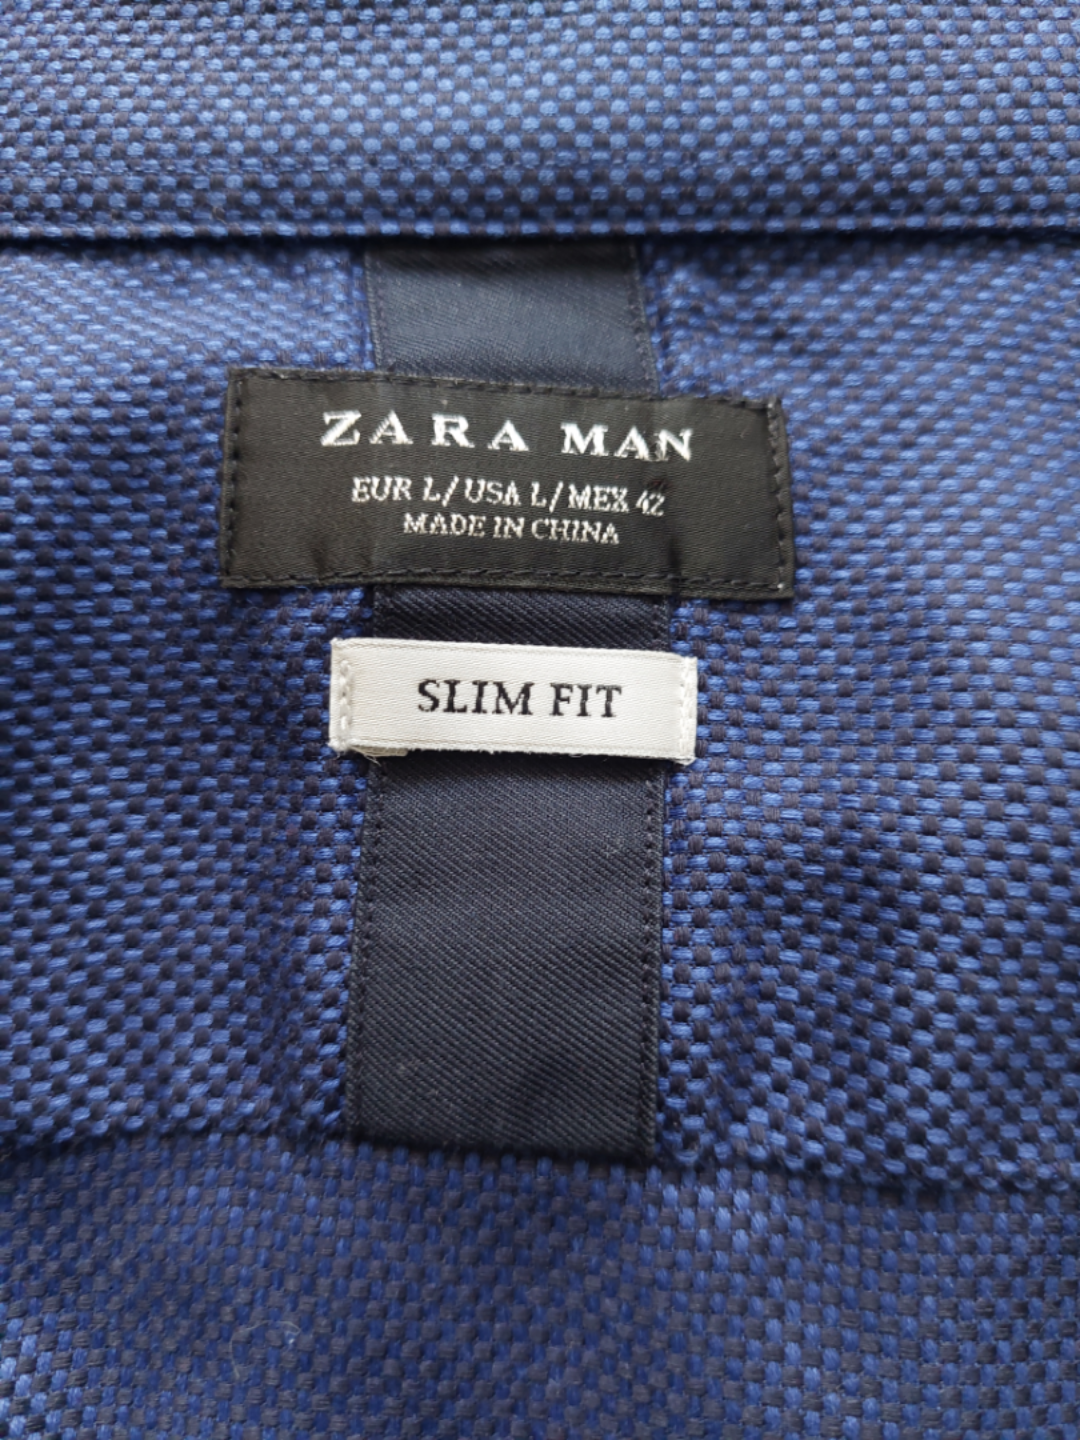 ZARA MAN
EUR L/USA L/MEX 42
MADE IN CHINA
SLIM FIT